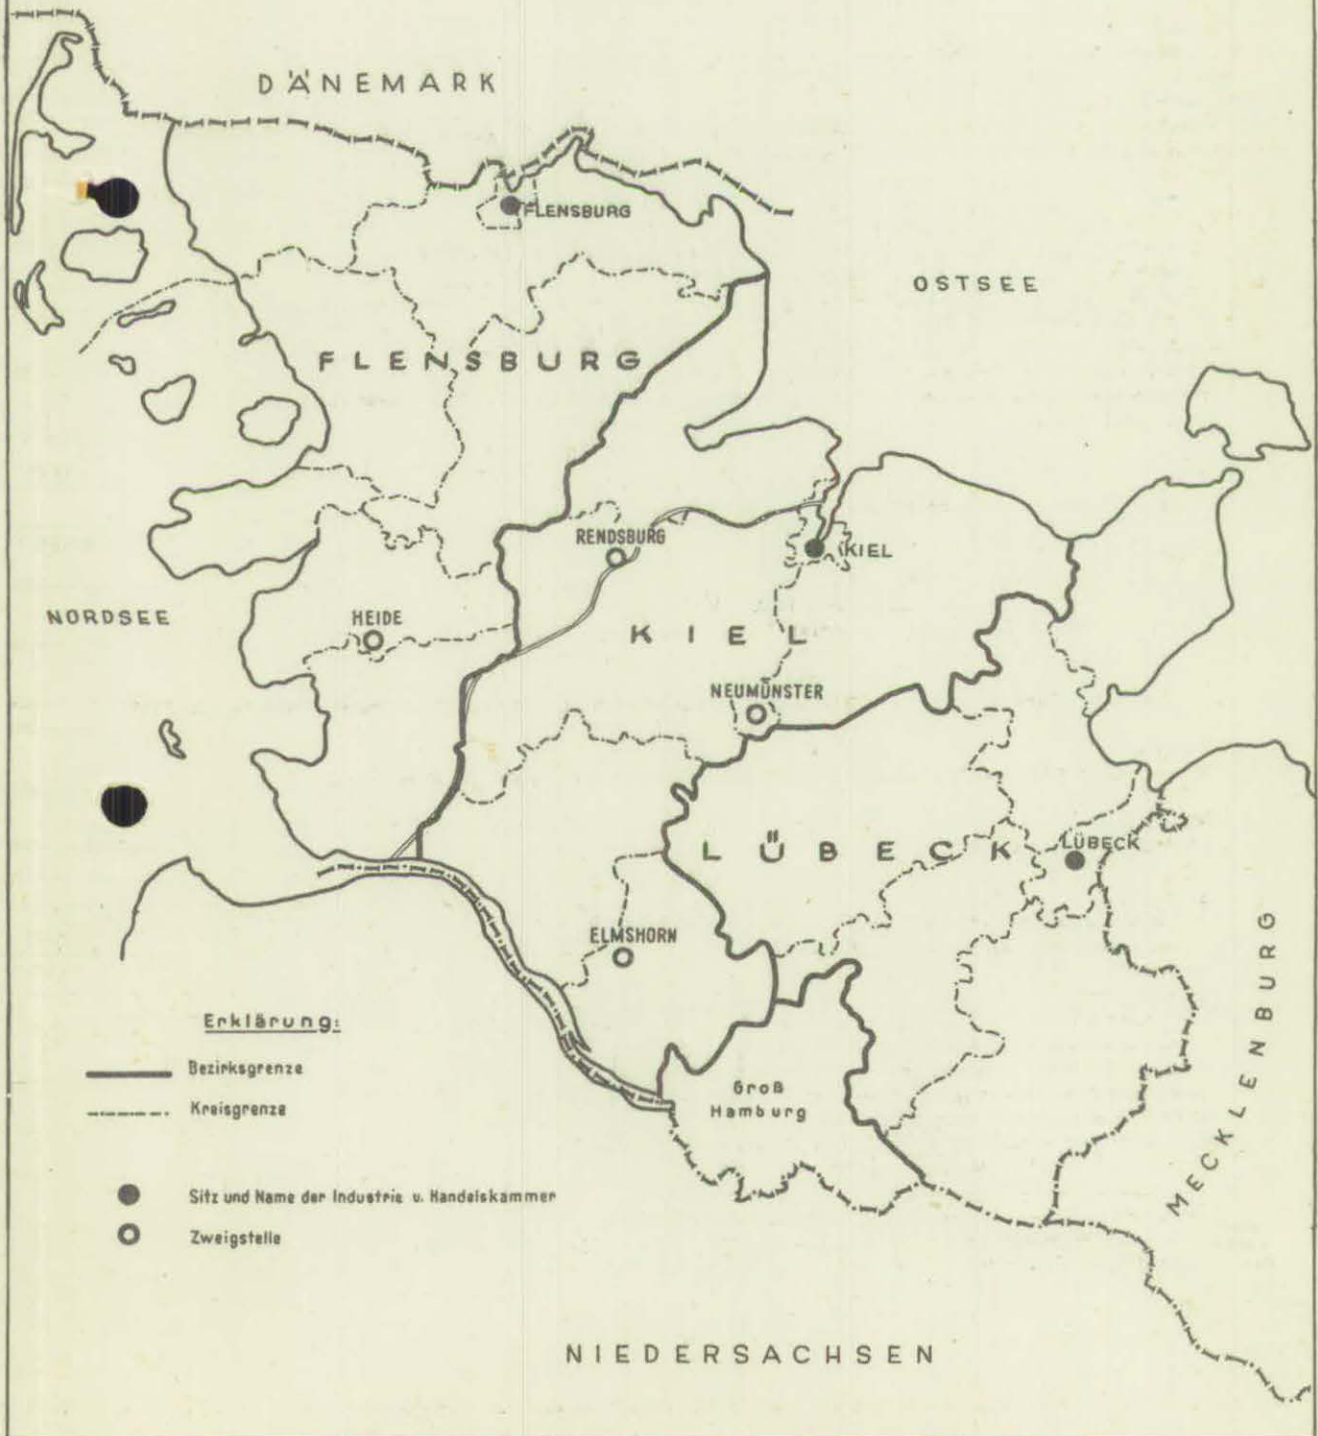 DÄNEMARK
FLENSBURG
OSTSEE
FLENSBURG
RENDSBURG
KIEL
NORDSEE
HEIDE
KIEL
NEUMÜNSTER
LÜBECK
LÜBECK
ELMSHORN
MECKLENBURG
Erklärung:
Bezirksgrenze
Kreisgrenze
Groß
Hamburg
Sitz und Name der Industrie u. Handelskammer
Zweigstelle
NIEDERSACHSEN